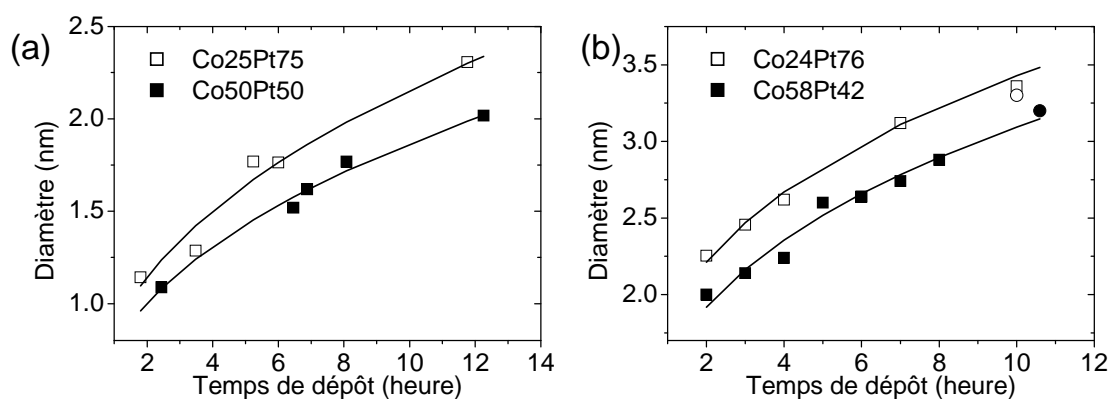 (a)
Co25Pt75
Co50Pt50
2.5
2.0
1.5
1.0
Diamètre (nm)
2 4 6 8 10 12 14
Temps de dépôt (heure)
(b)
Co24Pt76
Co58Pt42
3.5
3.0
2.5
2.0
Diamètre (nm)
2 4 6 8 10 12
Temps de dépôt (heure)